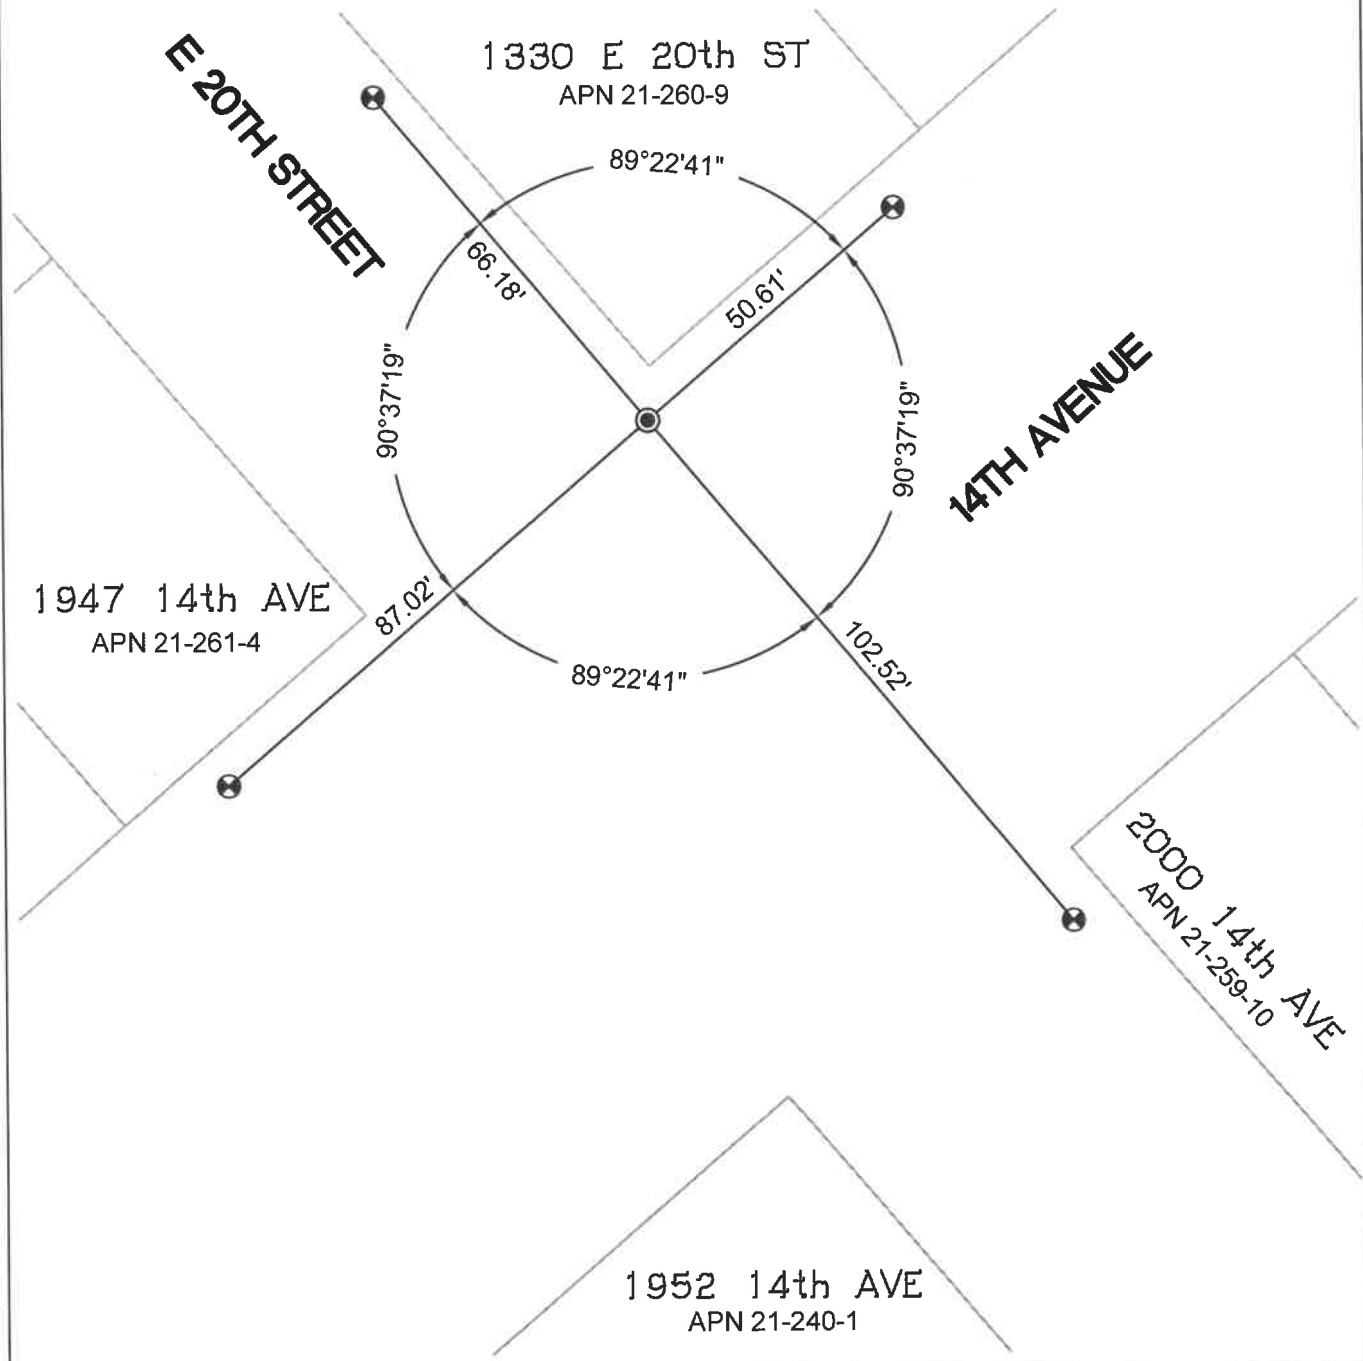 1330 E 20th ST
APN 21-260-9
E 20TH STREET
89°22'41"
66.18'
50.61'
90°37'19"
90°37'19"
14TH AVENUE
1947 14th AVE
APN 21-261-4
87.02'
89°22'41"
102.52'
2000 14th AVE
APN 21-259-10
1952 14th AVE
APN 21-240-1